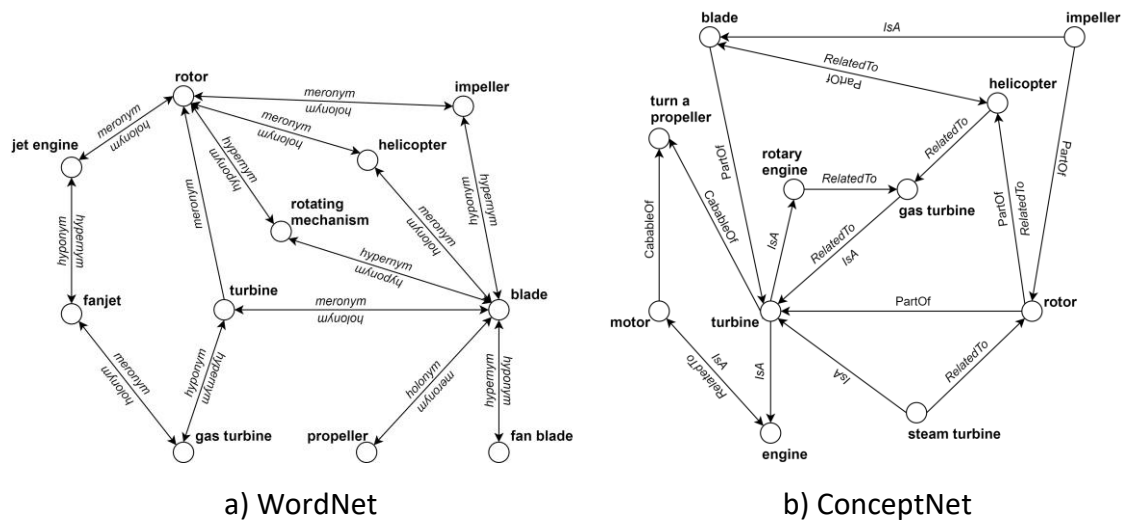 rotor
meronym
holonym
impeller
meronym
holonym
jet engine
meronym
holonym
helicopter
hypernym
hyponym
hypernym
hyponym
rotating
mechanism
meronym
meronym
holonym
hyponym
hypernym
hypernym
hyponym
fanjet
turbine
meronym
holonym
blade
meronym
holonym
hyponym
hypernym
holonym
meronym
hypernym
hyponym
gas turbine
propeller
fan blade
a) WordNet
blade
IsA
impeller
RelatedTo
PartOf
helicopter
turn a
propeller
RelatedTo
PartOf
PartOf
rotary
engine
RelatedTo
gas turbine
CabableOf
CabableOf
IsA
RelatedTo
IsA
PartOf
RelatedTo
motor
turbine
PartOf
rotor
IsA
RelatedTo
IsA
IsA
RelatedTo
steam turbine
engine
b) ConceptNet